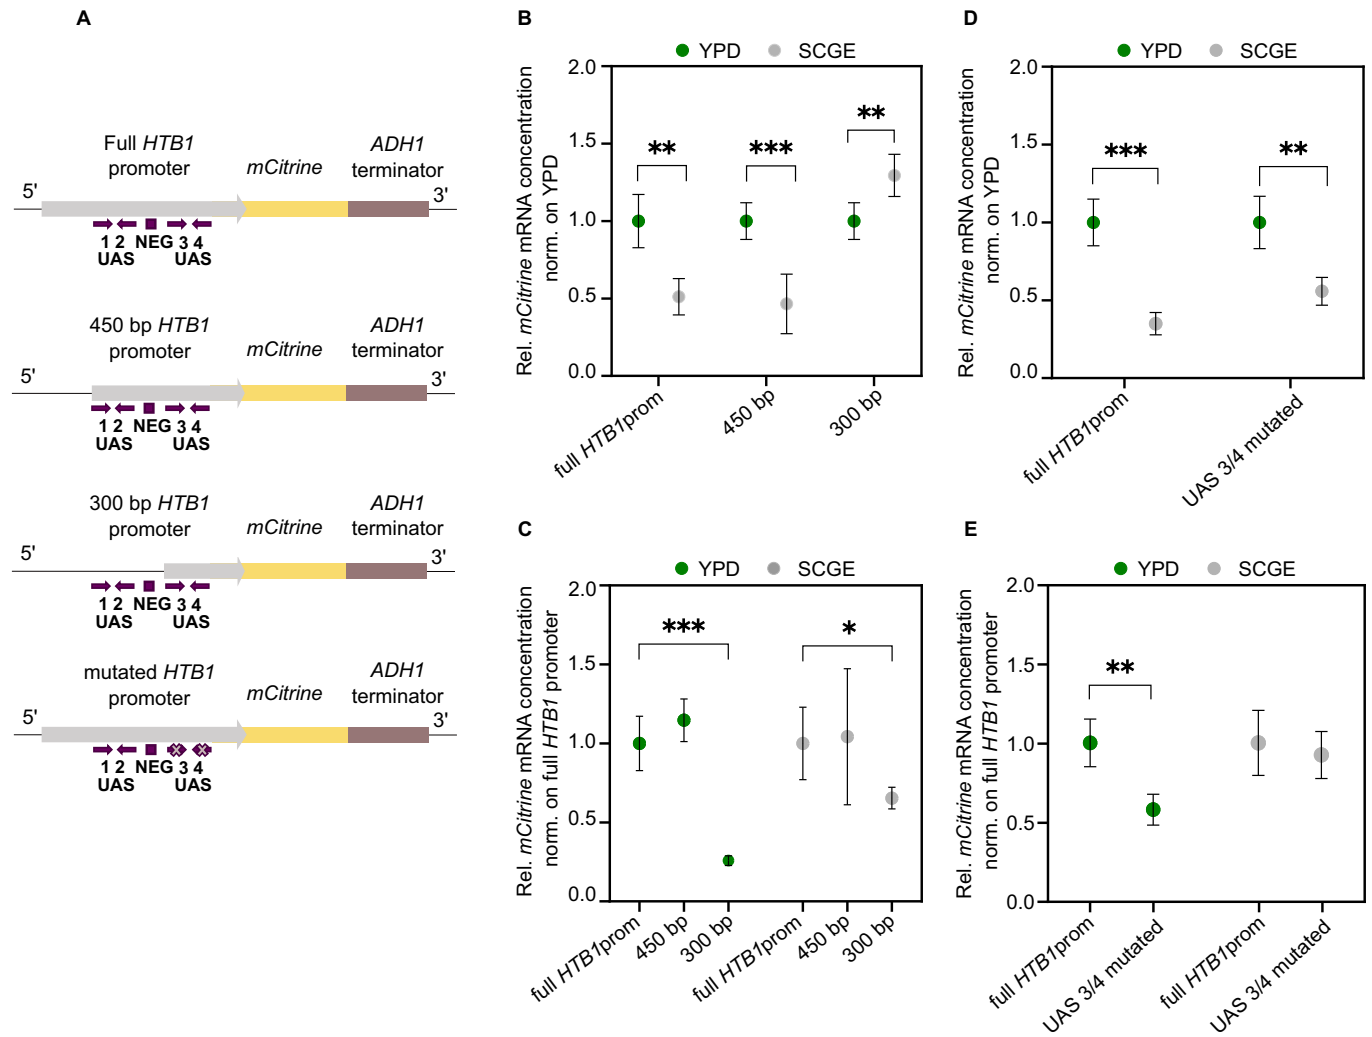 A
Full HTB1
promoter
mCitrine
ADH1
terminator
5'
3'
1 2 NEG 3 4
UAS UAS
450 bp HTB1
promoter
mCitrine
ADH1
terminator
5'
3'
1 2 NEG 3 4
UAS UAS
300 bp HTB1
promoter
mCitrine
ADH1
terminator
5'
3'
1 2 NEG 3 4
UAS UAS
mutated HTB1
promoter
mCitrine
ADH1
terminator
5'
3'
1 2 NEG 3 4
UAS UAS
B
YPD SCGE
Rel. mCitrine mRNA concentration
norm. on YPD
2.0
1.5
1.0
0.5
0.0
** *** **
full HTB1prom
450 bp
300 bp
C
YPD SCGE
Rel. mCitrine mRNA concentration
norm. on full HTB1 promoter
2.0
1.5
1.0
0.5
0.0
*** *
full HTB1prom
450 bp
300 bp
full HTB1prom
450 bp
300 bp
D
YPD SCGE
Rel. mCitrine mRNA concentration
norm. on YPD
2.0
1.5
1.0
0.5
0.0
*** **
full HTB1prom
UAS 3/4 mutated
E
YPD SCGE
Rel. mCitrine mRNA concentration
norm. on full HTB1 promoter
2.0
1.5
1.0
0.5
0.0
**
full HTB1prom
UAS 3/4 mutated
full HTB1prom
UAS 3/4 mutated